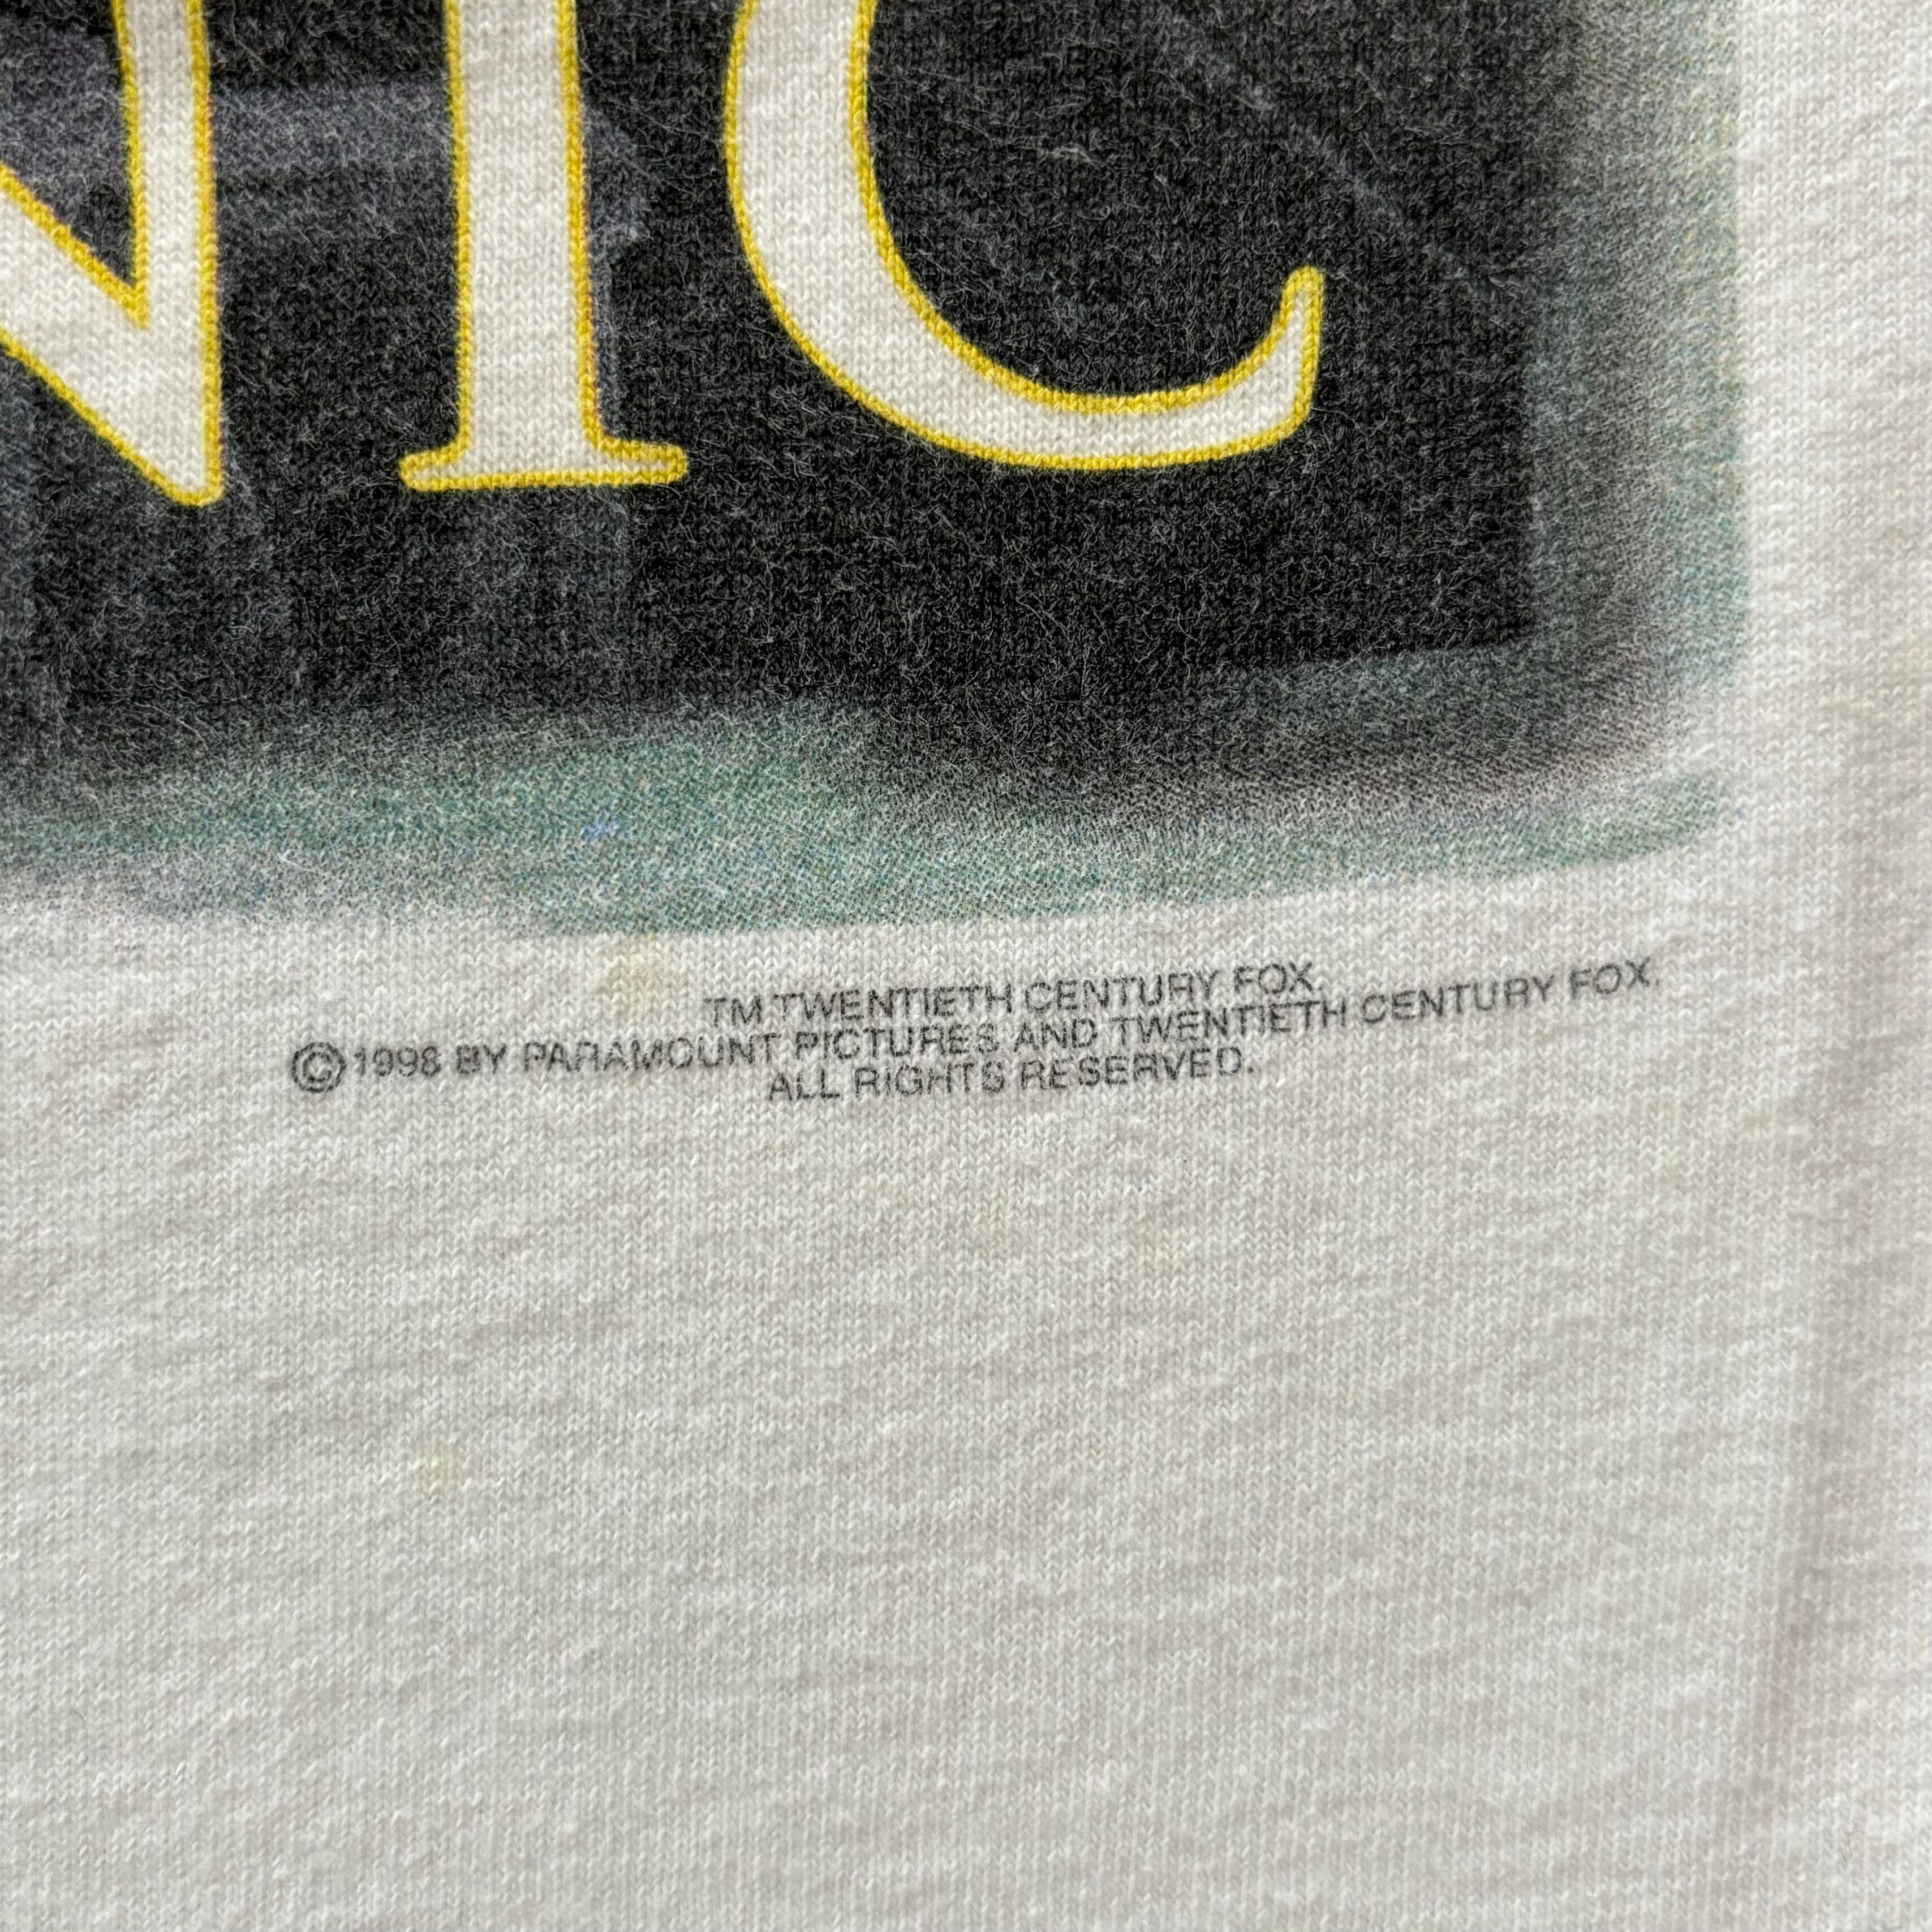 NIC
TM TWENTIETH CENTURY FOX.
©1998 BY PARAMOUNT PICTURES AND TWENTIETH CENTURY FOX.
ALL RIGHTS RESERVED.